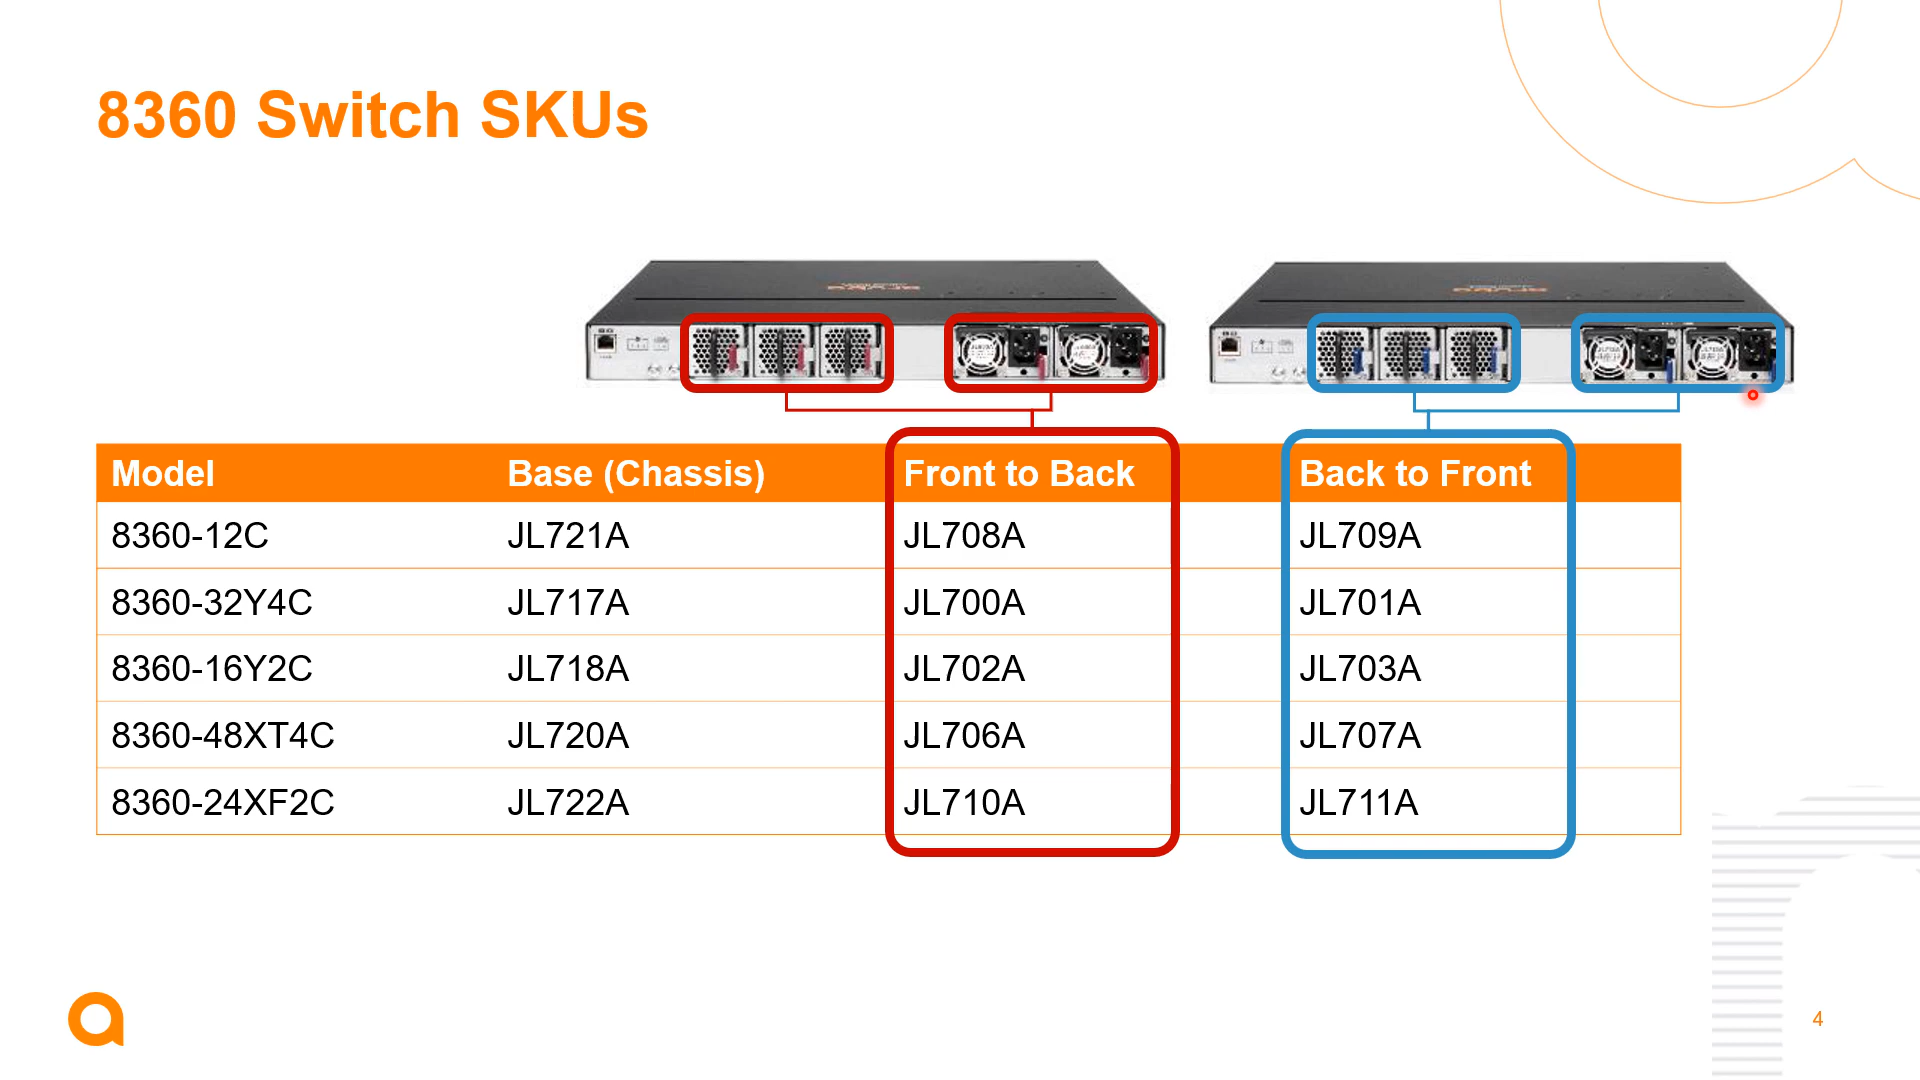 8360 Switch SKUs
Model Base (Chassis) Front to Back Back to Front
8360-12C JL721A JL708A JL709A
8360-32Y4C JL717A JL700A JL701A
8360-16Y2C JL718A JL702A JL703A
8360-48XT4C JL720A JL706A JL707A
8360-24XF2C JL722A JL710A JL711A
4